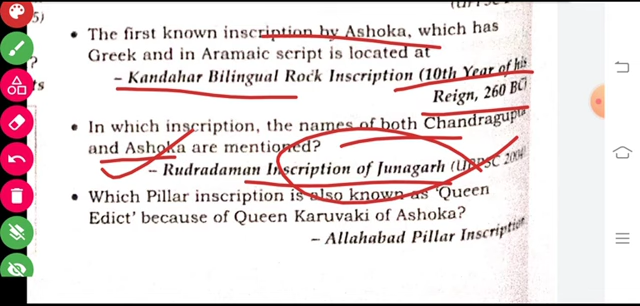 5)
• The first known inscription by Ashoka, which has
Greek and in Aramaic script is located at
– Kandahar Bilingual Rock Inscription (10th Year of his
Reign, 260 BC)
• In which inscription, the names of both Chandragupta
and Ashoka are mentioned?
– Rudradaman Inscription of Junagarh (UPPSC 2004)
• Which Pillar inscription is also known as ‘Queen
Edict’ because of Queen Karuvaki of Ashoka?
– Allahabad Pillar Inscription
?
ts